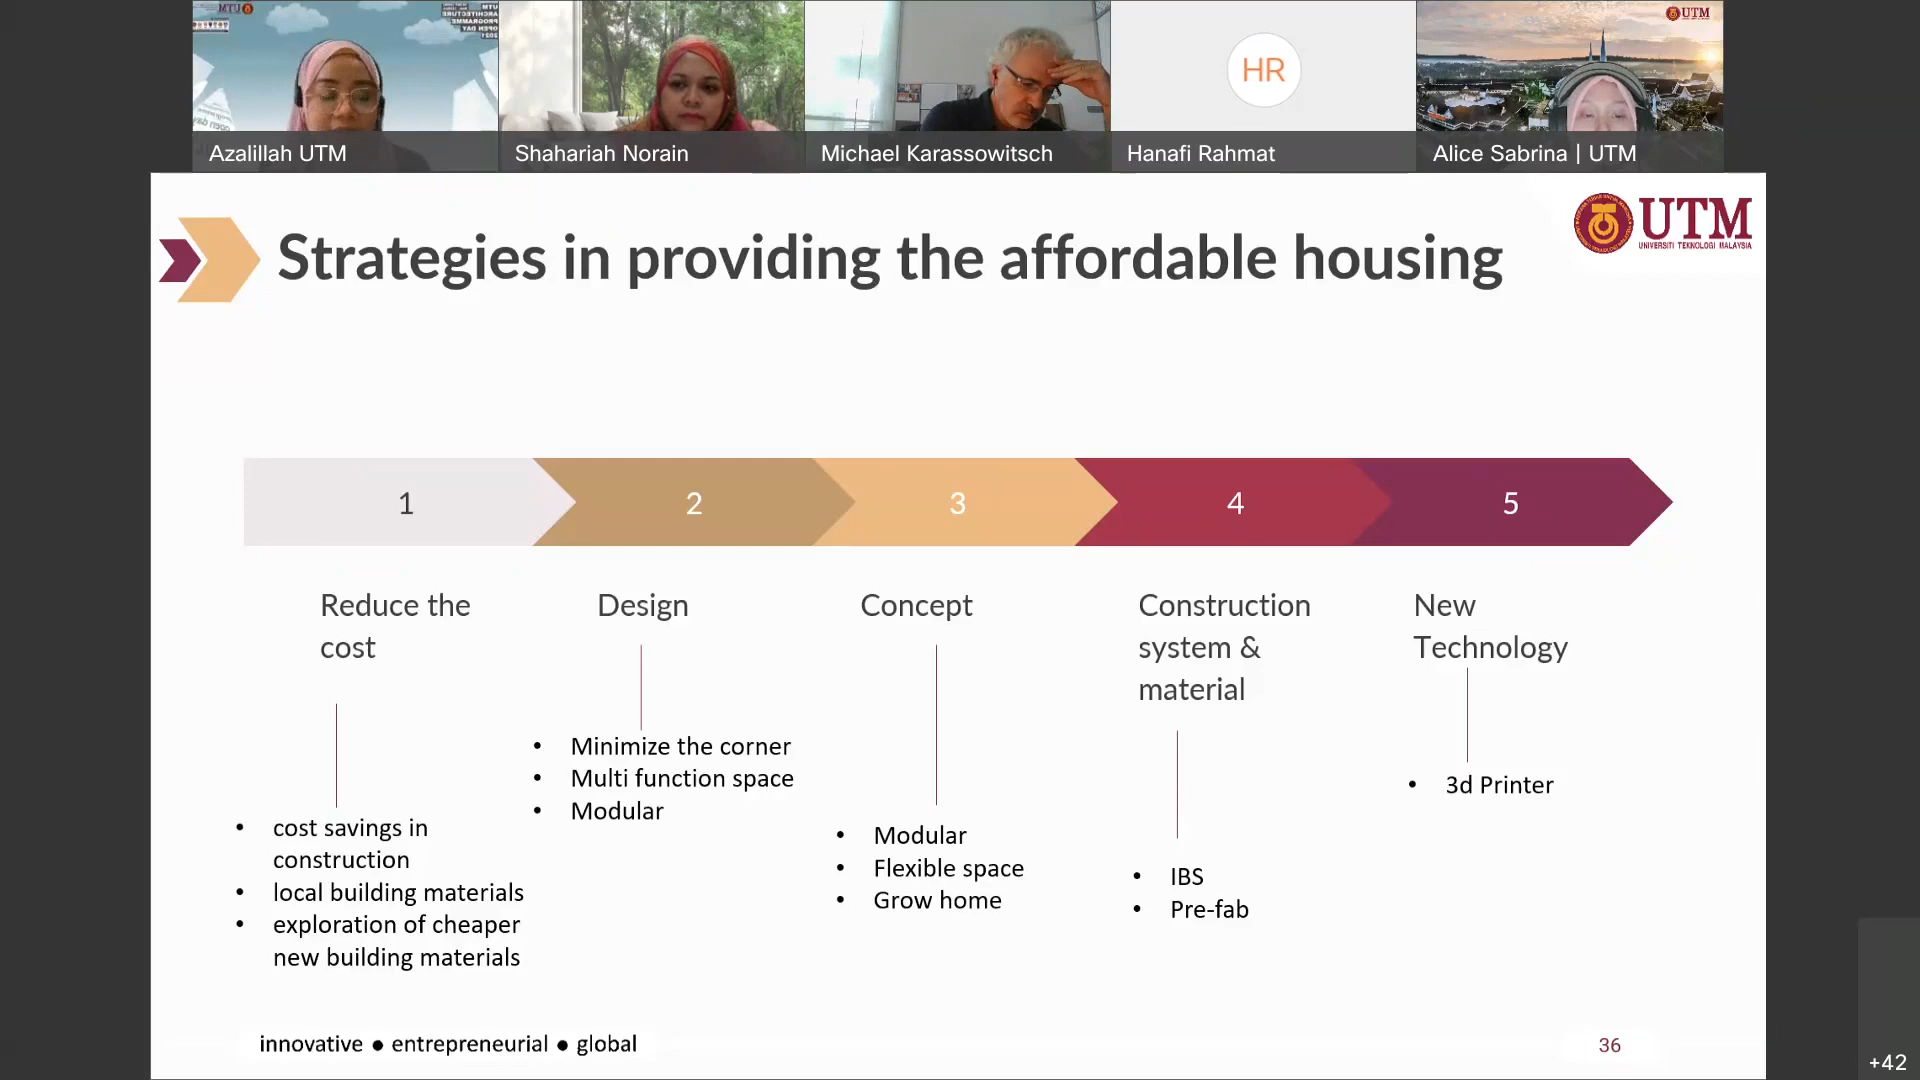 UTM
Azalillah UTM
Shahariah Norain
Michael Karassowitsch
HR
Hanafi Rahmat
UTM
Alice Sabrina | UTM
Strategies in providing the affordable housing
UTM
UNIVERSITI TEKNOLOGI MALAYSIA
1
2
3
4
5
Reduce the
cost
• cost savings in
construction
• local building materials
• exploration of cheaper
new building materials
Design
• Minimize the corner
• Multi function space
• Modular
Concept
• Modular
• Flexible space
• Grow home
Construction
system &
material
• IBS
• Pre-fab
New
Technology
• 3d Printer
innovative ● entrepreneurial ● global
36
+42